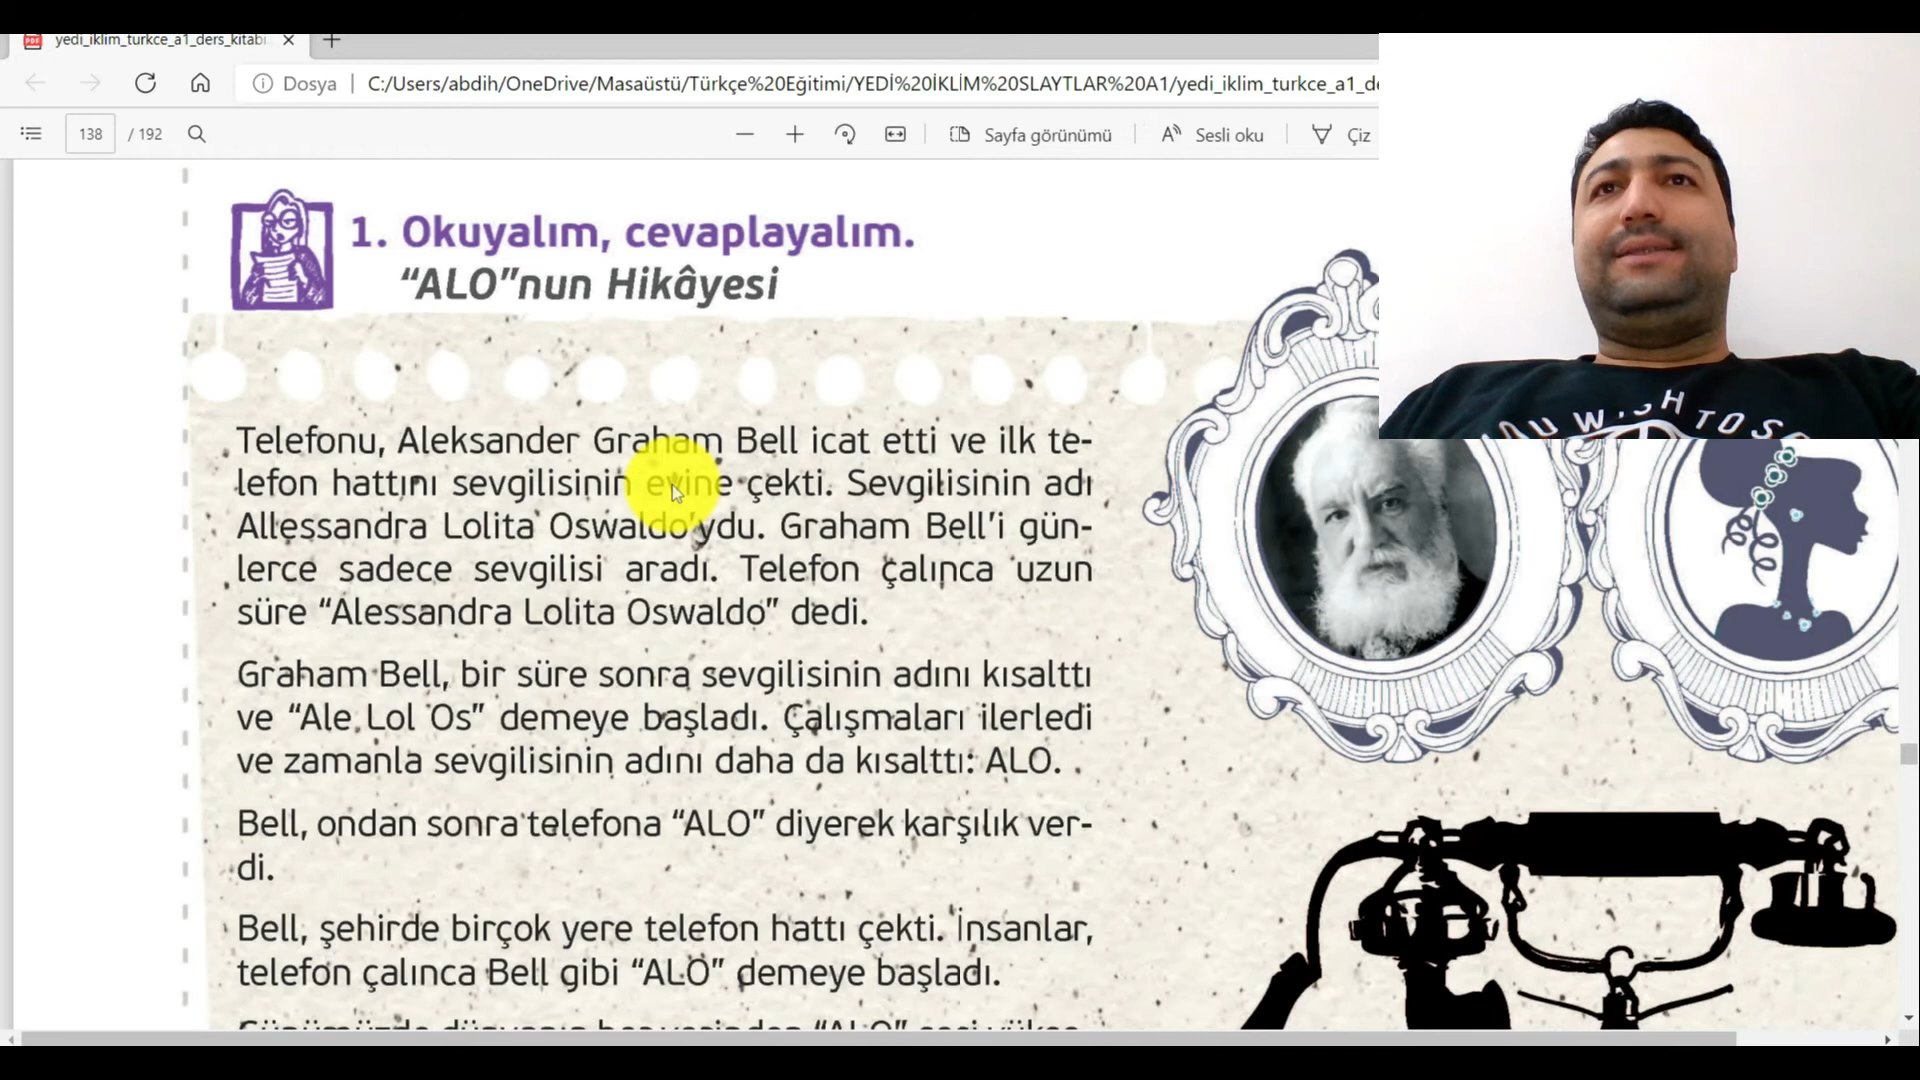 yedi_iklim_turkce_a1_ders_kitabi
Dosya
C:/Users/abdih/OneDrive/Masaüstü/Türkçe%20Eğitimi/YEDİ%20İKLİM%20SLAYTLAR%20A1/yedi_iklim_turkce_a1_de
138 / 192
Sayfa görünümü
Sesli oku
Çiz
1. Okuyalım, cevaplayalım.
“ALO”nun Hikâyesi
Telefonu, Aleksander Graham Bell icat etti ve ilk te-
lefon hattını sevgilisinin evine çekti. Sevgilisinin adı
Allessandra Lolita Oswaldo’ydu. Graham Bell’i gün-
lerce sadece sevgilisi aradı. Telefon çalınca uzun
süre “Alessandra Lolita Oswaldo” dedi.
Graham Bell, bir süre sonra sevgilisinin adını kısalttı
ve “Ale Lol Os” demeye başladı. Çalışmaları ilerledi
ve zamanla sevgilisinin adını daha da kısalttı: ALO.
Bell, ondan sonra telefona “ALO” diyerek karşılık ver-
di.
Bell, şehirde birçok yere telefon hattı çekti. İnsanlar,
telefon çalınca Bell gibi “ALO” demeye başladı.